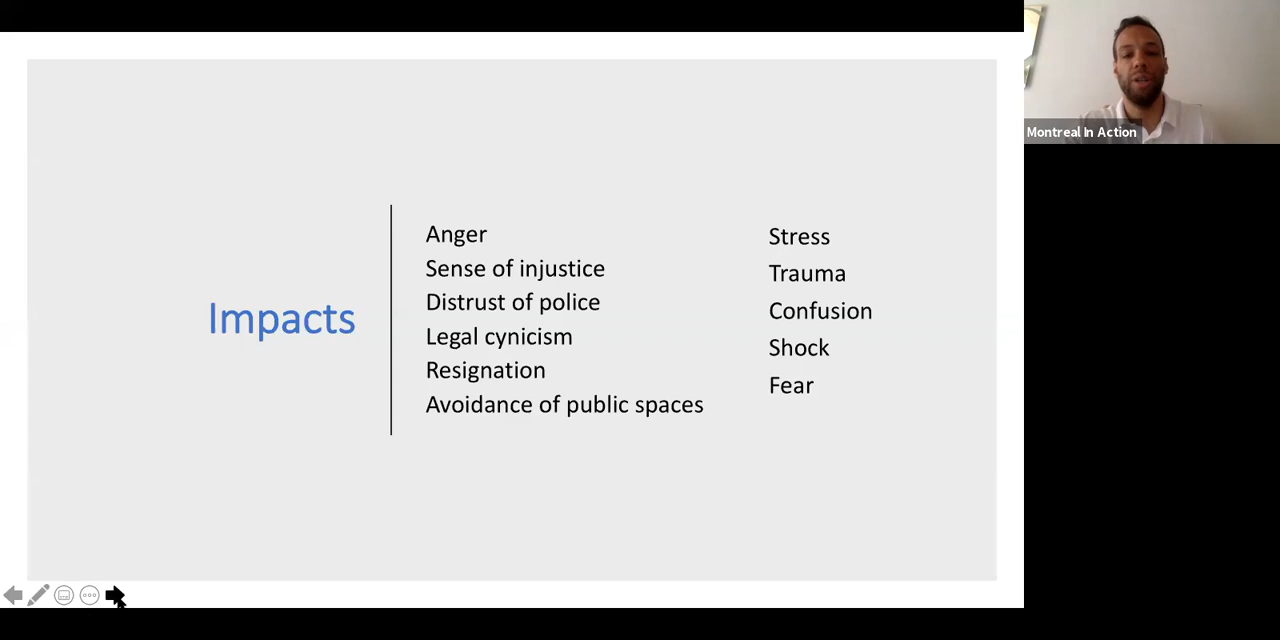 Impacts
Anger
Sense of injustice
Distrust of police
Legal cynicism
Resignation
Avoidance of public spaces
Stress
Trauma
Confusion
Shock
Fear
Montreal In Action